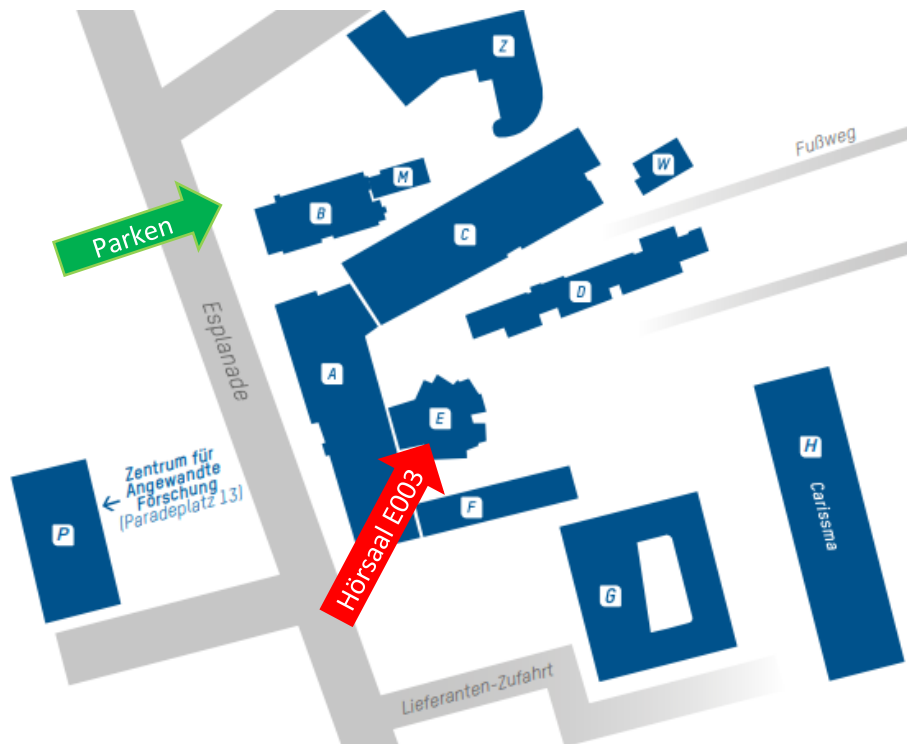 Z
Fußweg
W
M
B
C
Parken
D
Esplanade
A
E
H
Carissma
Zentrum für
Angewandte
Forschung
(Paradeplatz 13)
←
P
Hörsaal E003
F
G
Lieferanten-Zufahrt